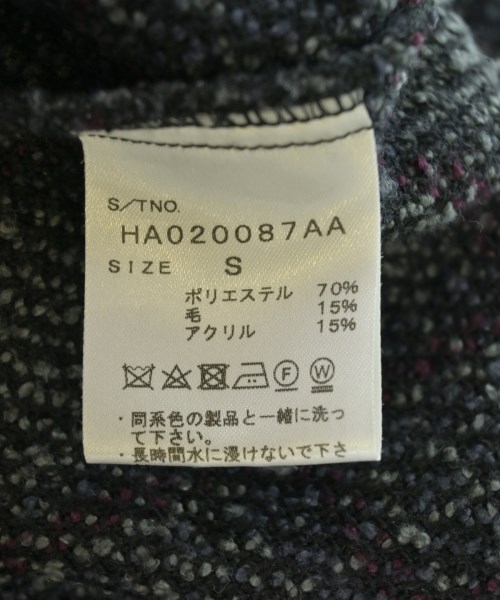 S/TNO.
HA020087AA
SIZE S
ポリエステル 70%
毛 15%
アクリル 15%
F W
・同系色の製品と一緒に洗っ
て下さい。
・長時間水に浸けないで下さ